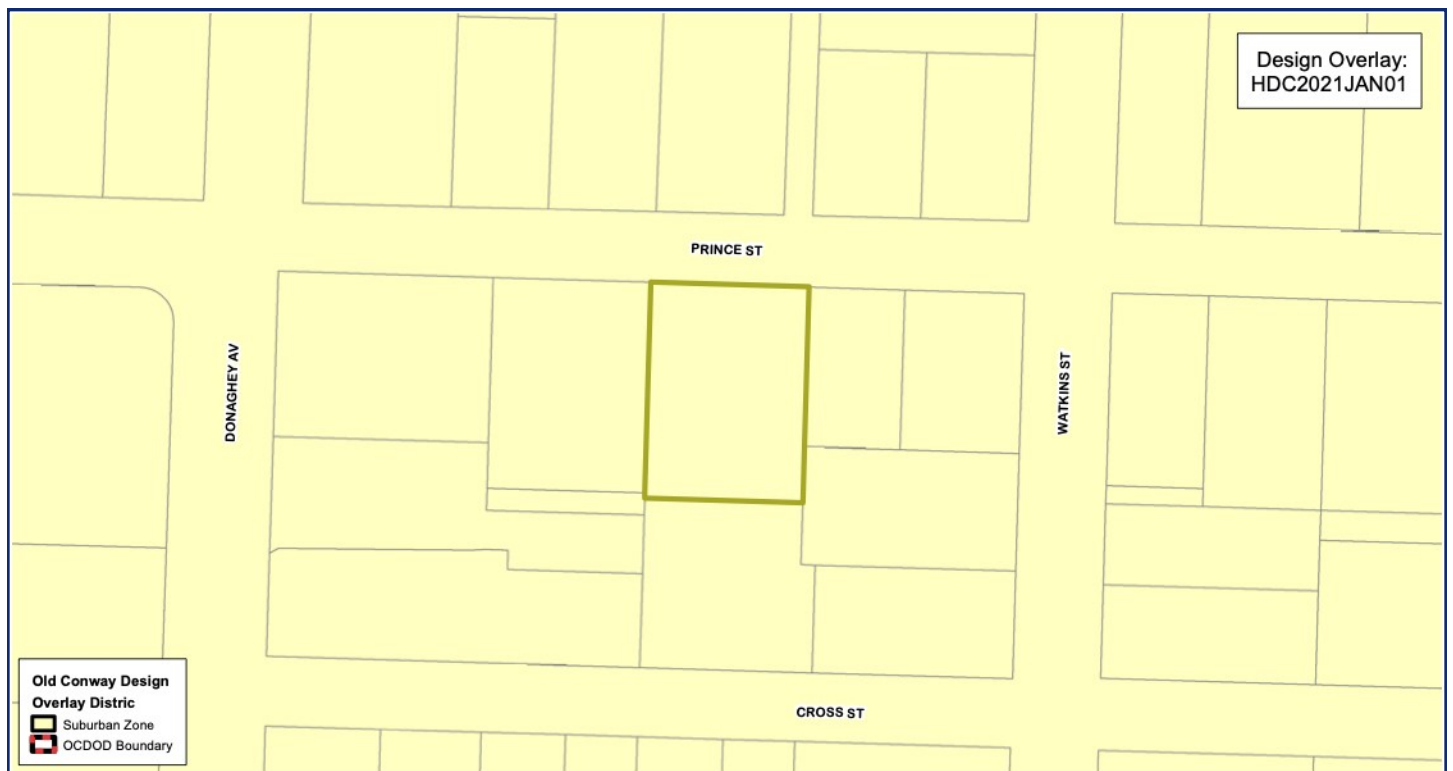 Design Overlay:
HDC2021JAN01
PRINCE ST
DONAGHEY AV
WATKINS ST
CROSS ST
Old Conway Design
Overlay Distric
Suburban Zone
OCDOD Boundary